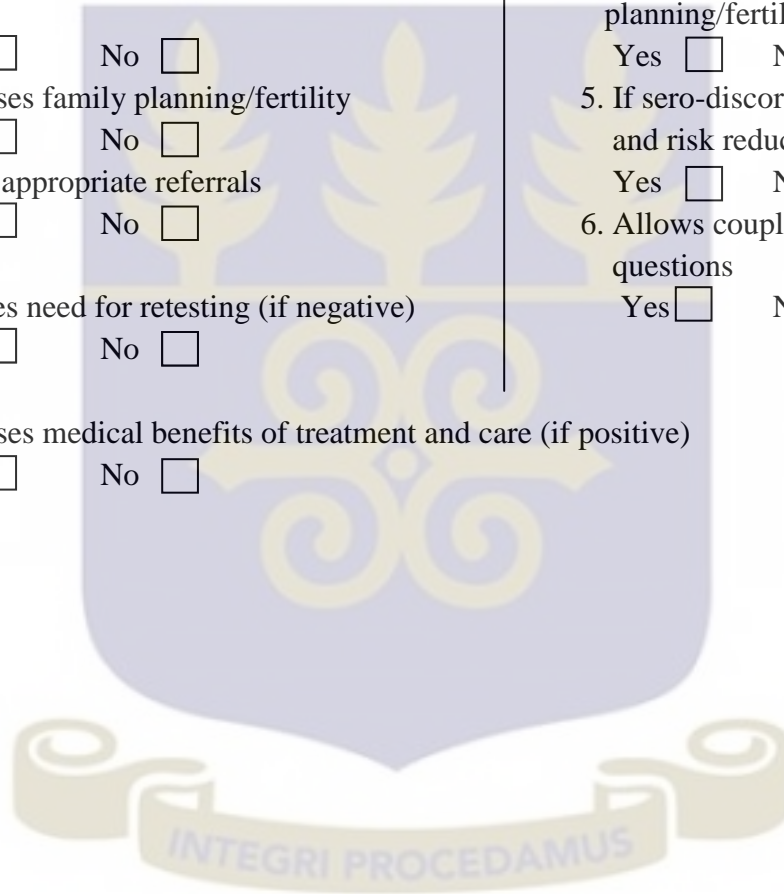 No
ses family planning/fertility
No
appropriate referrals
No
es need for retesting (if negative)
No
ses medical benefits of treatment and care (if positive)
No
planning/fertil
Yes
5. If sero-discor
and risk reduc
Yes
6. Allows coupl
questions
Yes
INTEGRI PROCEDAMUS